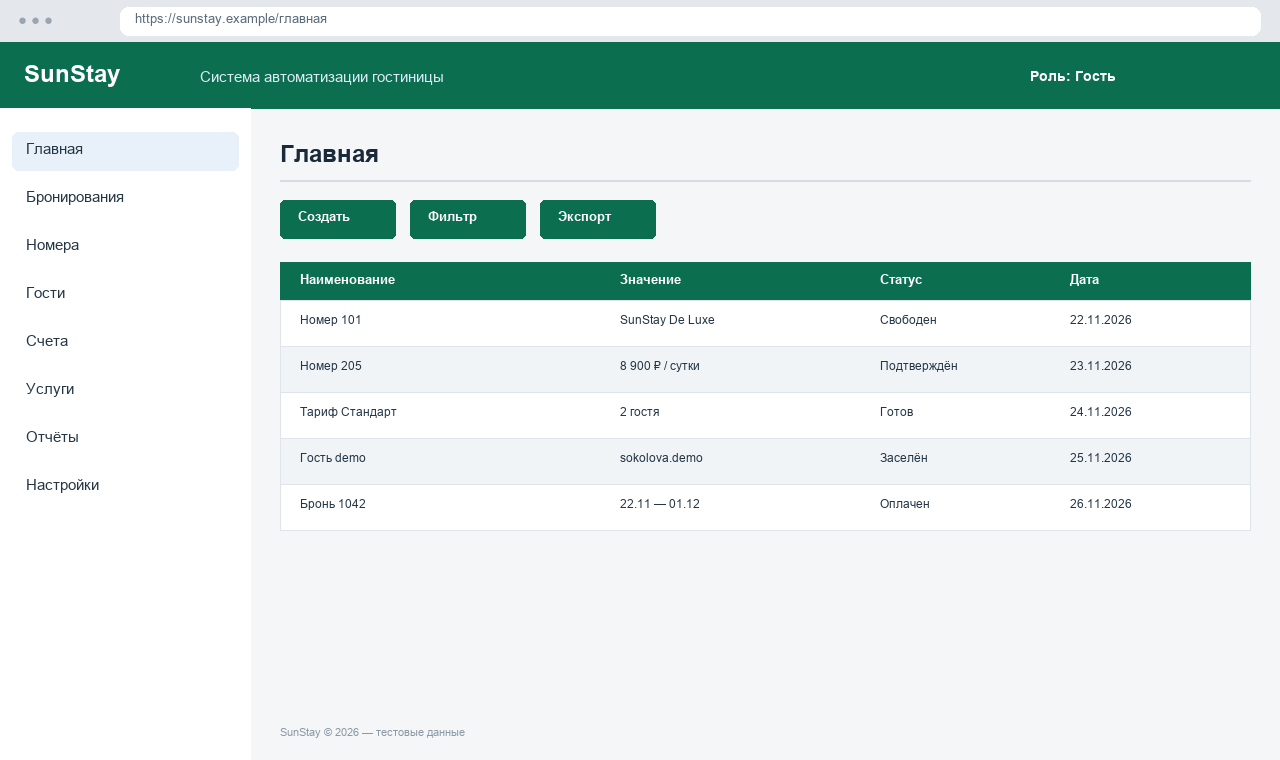 https://sunstay.example/главная
SunStay
Система автоматизации гостиницы
Роль: Гость
Главная
Бронирования
Номера
Гости
Счета
Услуги
Отчёты
Настройки
Главная
Создать Фильтр Экспорт
Наименование Значение Статус Дата
Номер 101 SunStay De Luxe Свободен 22.11.2026
Номер 205 8 900 ₽ / сутки Подтверждён 23.11.2026
Тариф Стандарт 2 гостя Готов 24.11.2026
Гость demo sokolova.demo Заселён 25.11.2026
Бронь 1042 22.11 — 01.12 Оплачен 26.11.2026
SunStay © 2026 — тестовые данные